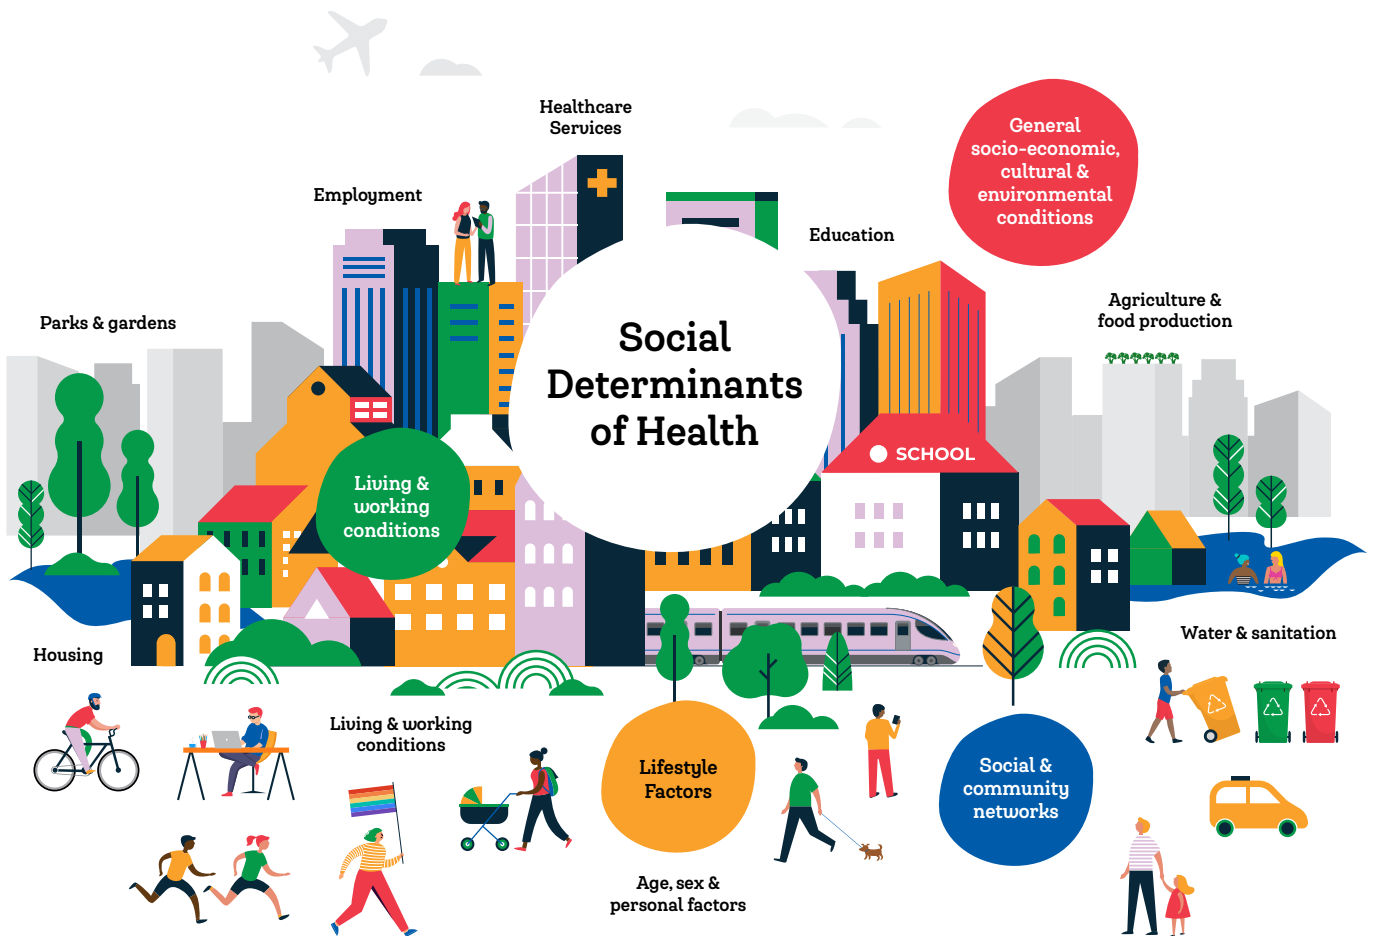 Healthcare
Services
General
socio-economic,
cultural &
environmental
conditions
Employment
Education
Agriculture &
food production
Parks & gardens
Social
Determinants
of Health
SCHOOL
Living &
working
conditions
Water & sanitation
Housing
Living & working
conditions
Lifestyle
Factors
Social &
community
networks
Age, sex &
personal factors